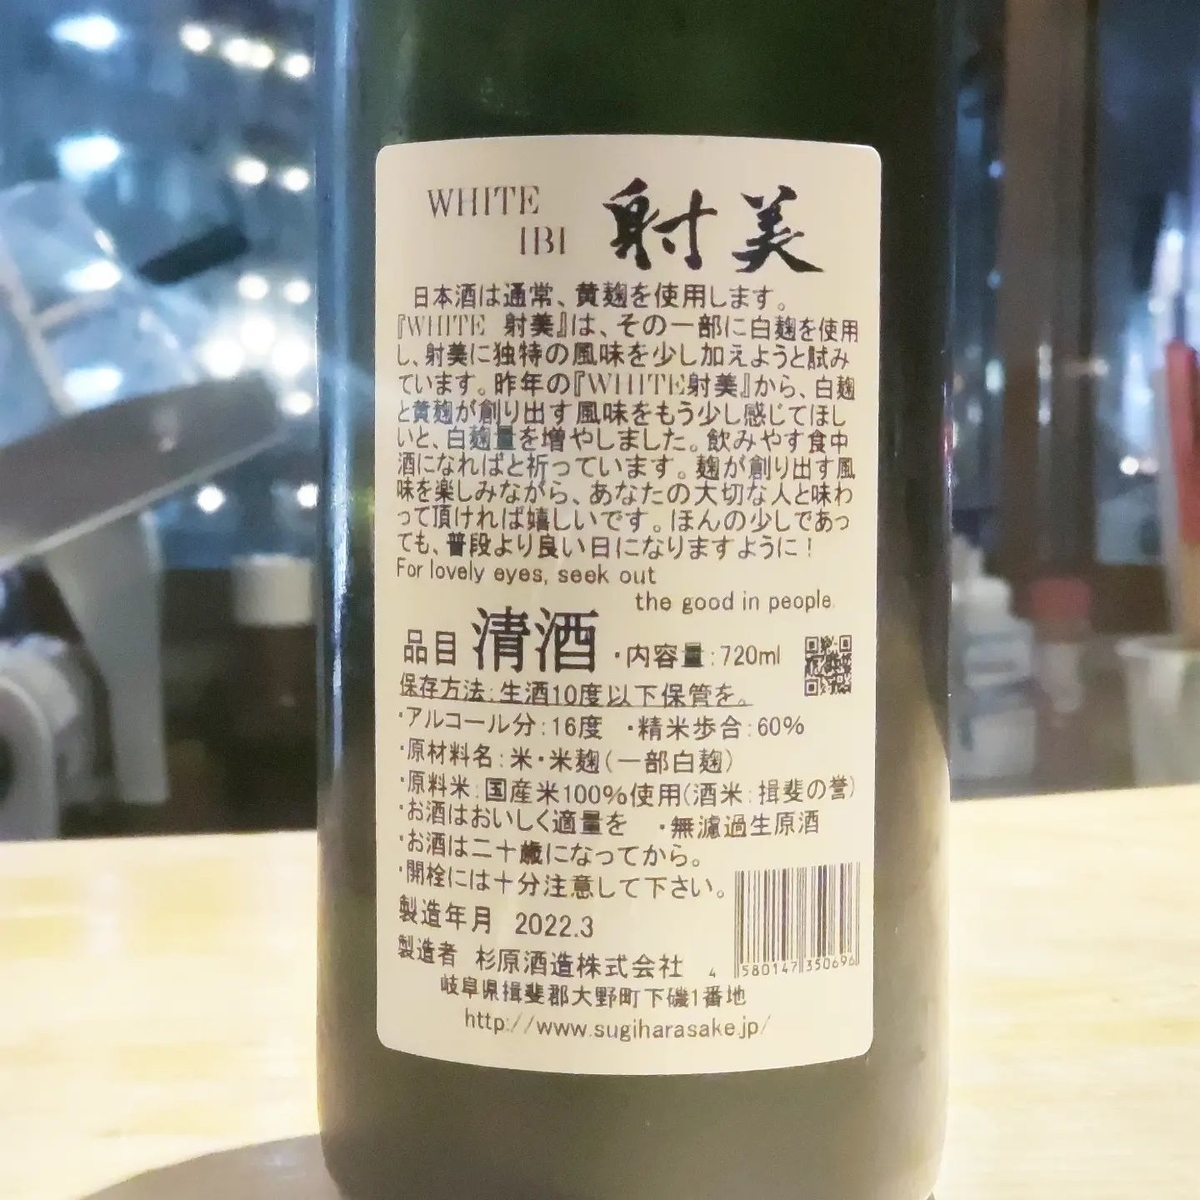 WHITE
IBI
射美
日本酒は通常、黄麹を使用します。
『WHITE 射美』は、その一部に白麹を使用
し、射美に独特の風味を少し加えようと試み
ています。昨年の『WHITE射美』から、白麹
と黄麹が創り出す風味をもう少し感じてほし
いと、白麹量を増やしました。飲みやす食中
酒になればと祈っています。麹が創り出す風
味を楽しみながら、あなたの大切な人と味わ
って頂ければ嬉しいです。ほんの少しであっ
ても、普段より良い日になりますように！
For lovely eyes, seek out
the good in people.
品目 清酒 ・内容量:720ml
保存方法:生酒10度以下保管を。
・アルコール分:16度 ・精米歩合:60%
・原材料名:米・米麹(一部白麹)
・原料米:国産米100%使用(酒米:揖斐の誉)
・お酒はおいしく適量を ・無濾過生原酒
・お酒は二十歳になってから。
・開栓には十分注意して下さい。
製造年月 2022.3
製造者 杉原酒造株式会社
4 580147 350696
岐阜県揖斐郡大野町下磯1番地
http://www.sugiharasake.jp/